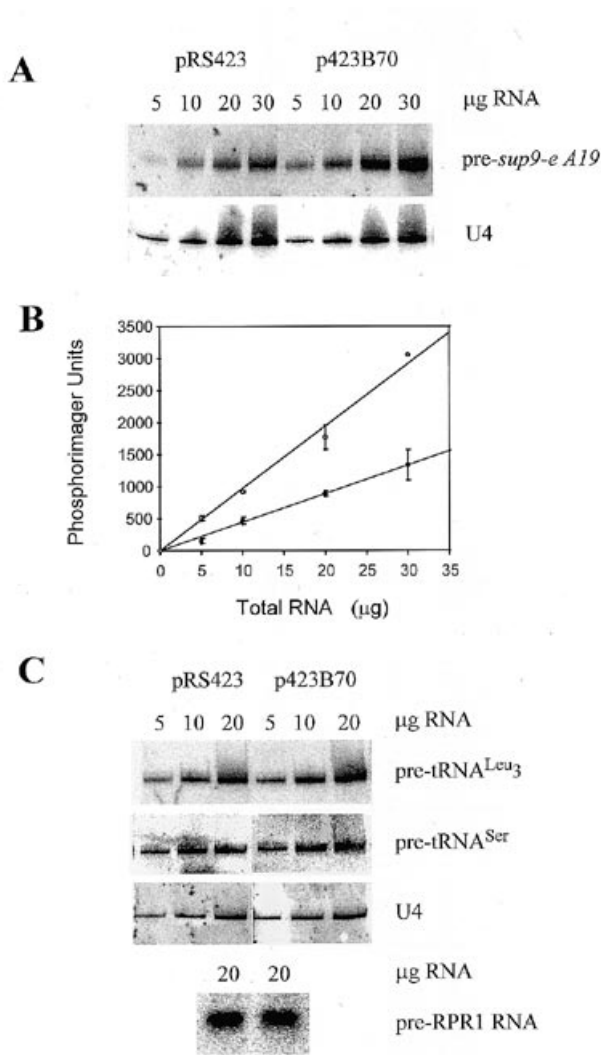 A
pRS423 p423B70
5 10 20 30 5 10 20 30 µg RNA
pre-sup9-e A19
U4
B
3500
3000
2500
2000
1500
1000
500
0
Phosphorimager Units
0 5 10 15 20 25 30 35
Total RNA (µg)
C
pRS423 p423B70
5 10 20 5 10 20 µg RNA
pre-tRNALeu3
pre-tRNASer
U4
20 20 µg RNA
pre-RPR1 RNA